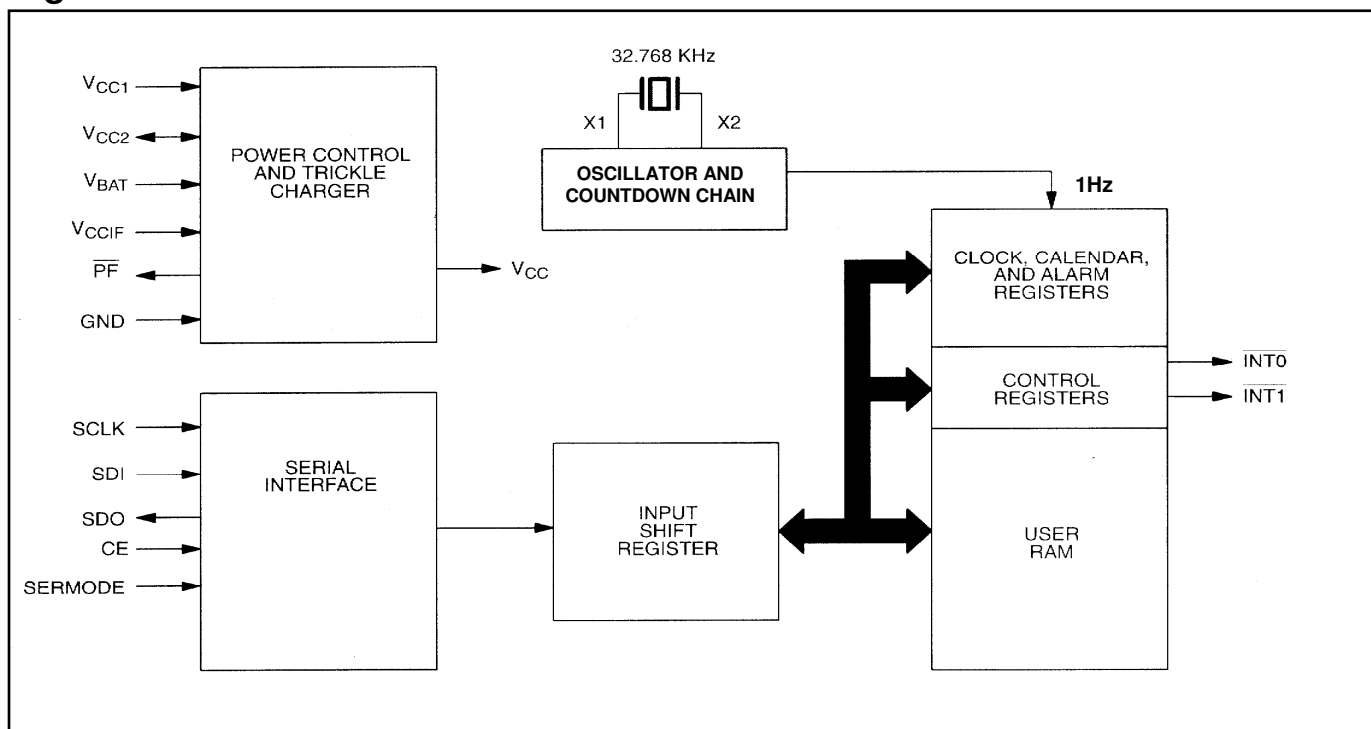 32.768 KHz
X1
X2
OSCILLATOR AND
COUNTDOWN CHAIN
1Hz
VCC1
VCC2
VBAT
VCCIF
PF
GND
POWER CONTROL
AND TRICKLE
CHARGER
VCC
CLOCK, CALENDAR,
AND ALARM
REGISTERS
CONTROL
REGISTERS
INT0
INT1
USER
RAM
SCLK
SDI
SDO
CE
SERMODE
SERIAL
INTERFACE
INPUT
SHIFT
REGISTER